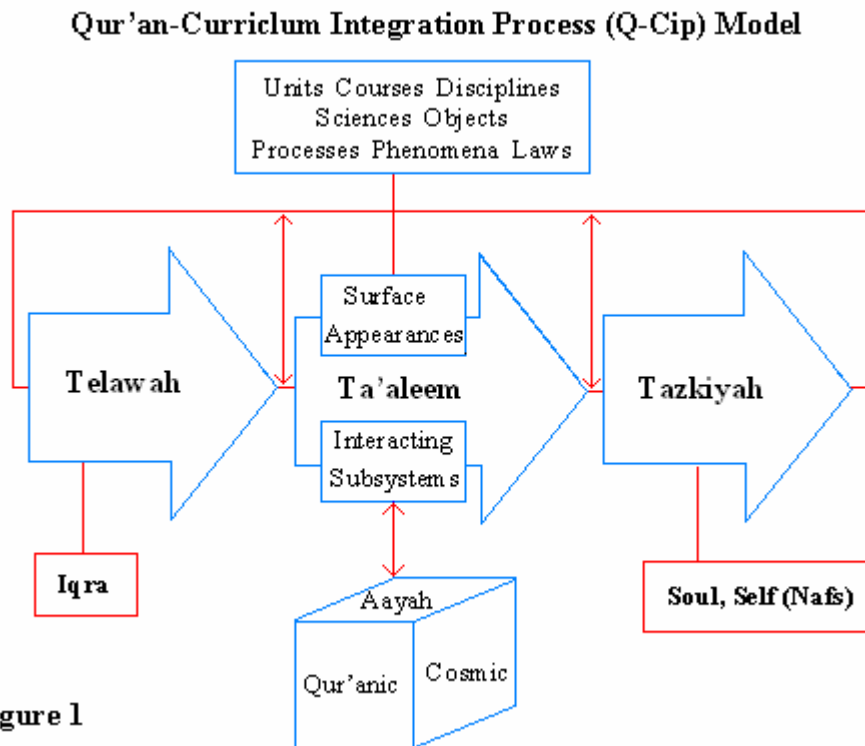 Qur'an-Curriclum Integration Process (Q-Cip) Model
Units Courses Disciplines
Sciences Objects
Processes Phenomena Laws
Surface
Appearances
Telawah
Ta'aleem
Tazkiyah
Interacting
Subsystems
Iqra
Soul, Self (Nafs)
Aayah
Qur'anic
Cosmic
gure 1